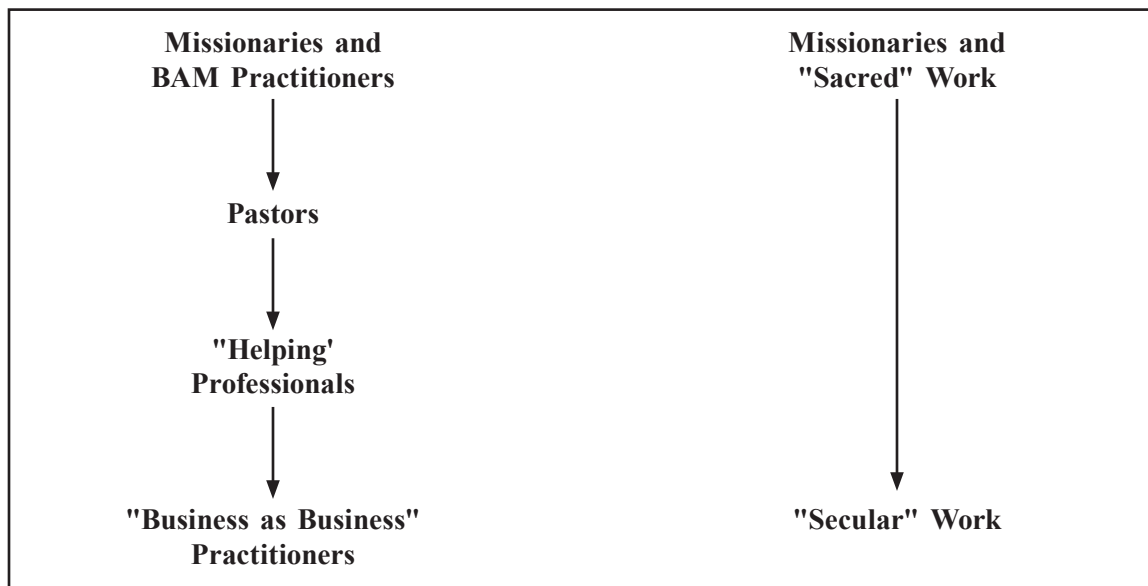 Missionaries and
BAM Practitioners
Pastors
"Helping'
Professionals
"Business as Business"
Practitioners
Missionaries and
"Sacred" Work
"Secular" Work